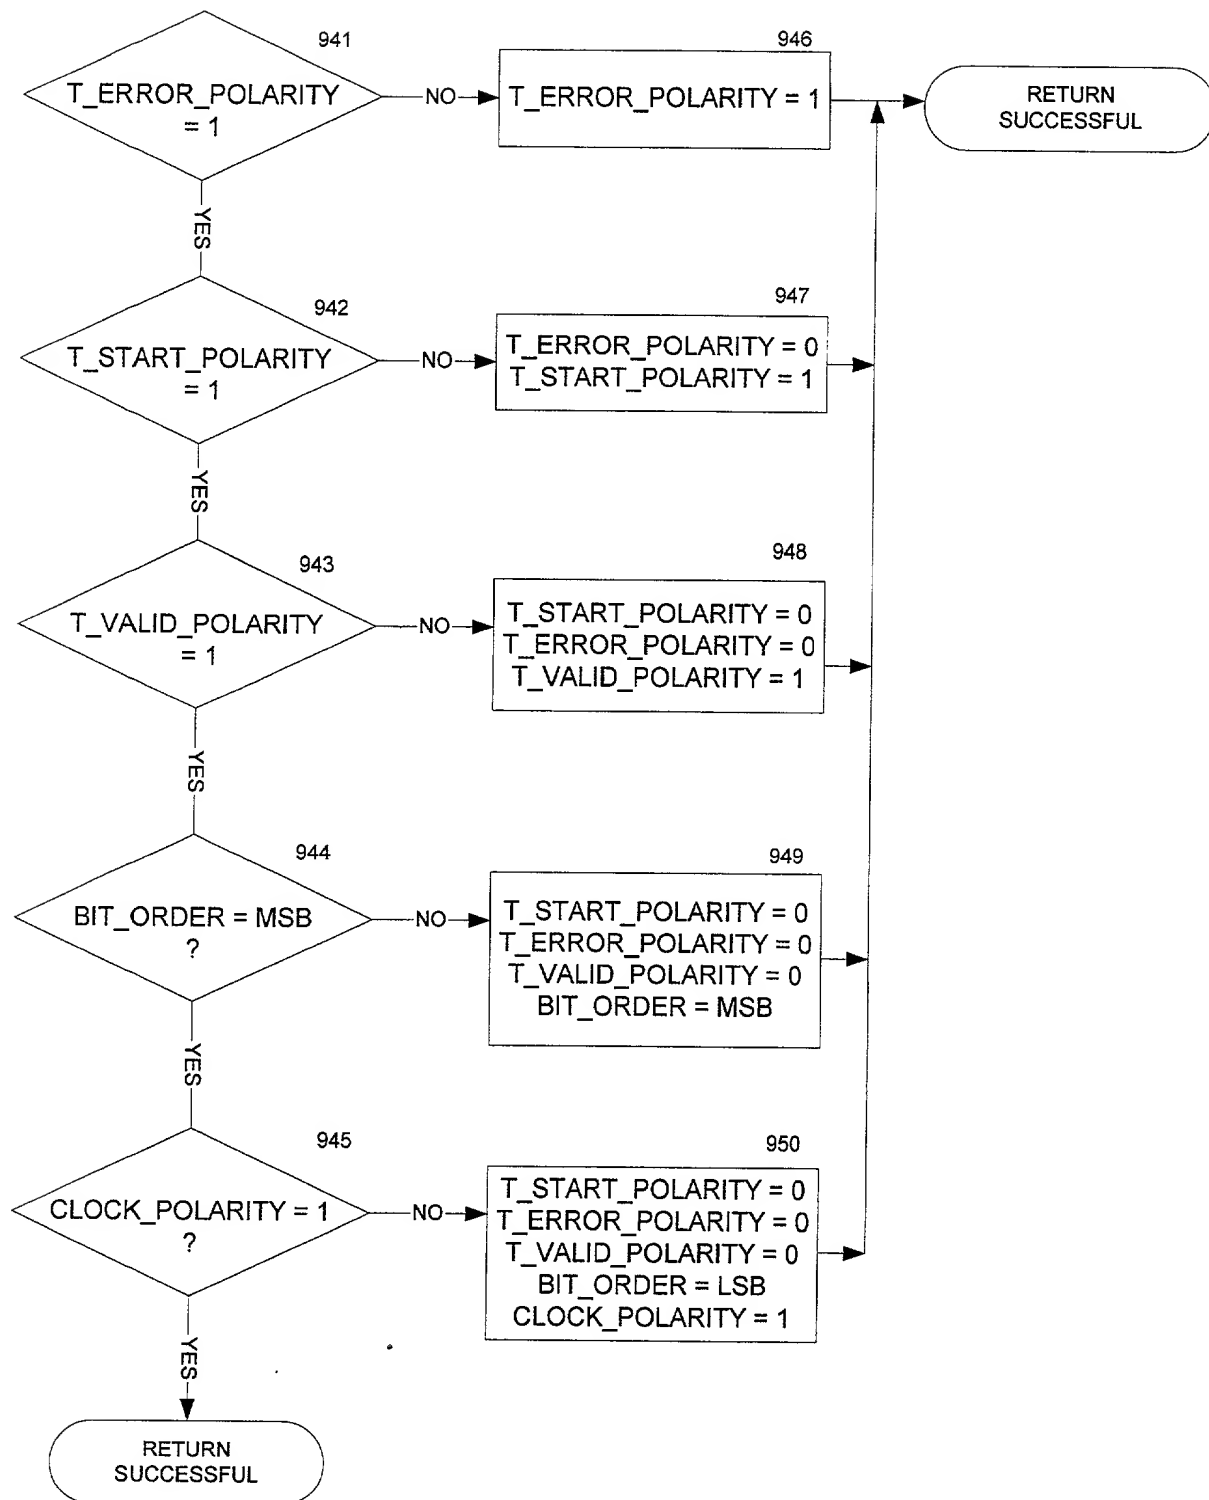 941
T_ERROR_POLARITY
= 1
NO
946
T_ERROR_POLARITY = 1
RETURN
SUCCESSFUL
YES
942
T_START_POLARITY
= 1
NO
947
T_ERROR_POLARITY = 0
T_START_POLARITY = 1
YES
943
T_VALID_POLARITY
= 1
NO
948
T_START_POLARITY = 0
T_ERROR_POLARITY = 0
T_VALID_POLARITY = 1
YES
944
BIT_ORDER = MSB
?
NO
949
T_START_POLARITY = 0
T_ERROR_POLARITY = 0
T_VALID_POLARITY = 0
BIT_ORDER = MSB
YES
945
CLOCK_POLARITY = 1
?
NO
950
T_START_POLARITY = 0
T_ERROR_POLARITY = 0
T_VALID_POLARITY = 0
BIT_ORDER = LSB
CLOCK_POLARITY = 1
YES
RETURN
SUCCESSFUL